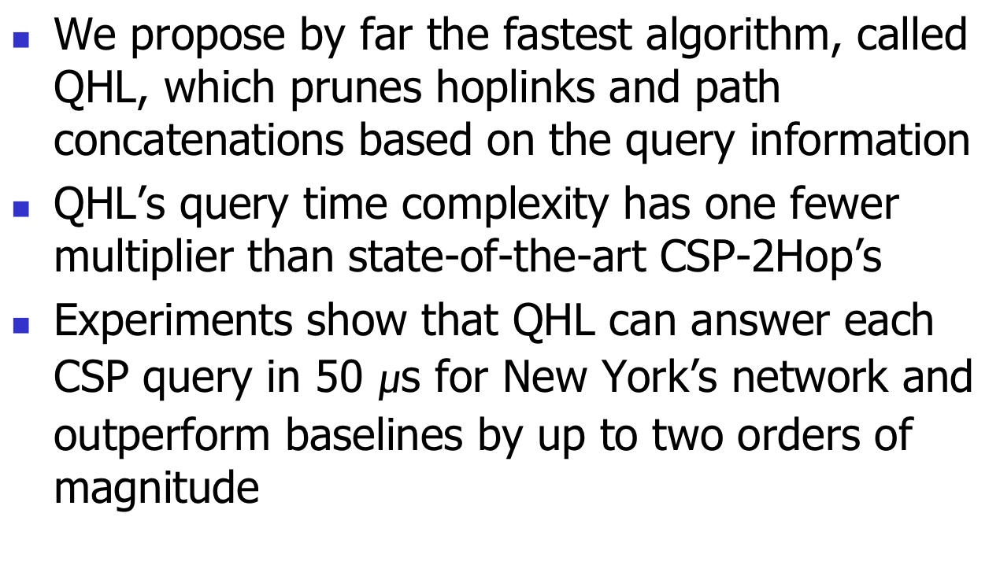 We propose by far the fastest algorithm, called
QHL, which prunes hoplinks and path
concatenations based on the query information
QHL’s query time complexity has one fewer
multiplier than state-of-the-art CSP-2Hop’s
Experiments show that QHL can answer each
CSP query in 50 μs for New York’s network and
outperform baselines by up to two orders of
magnitude